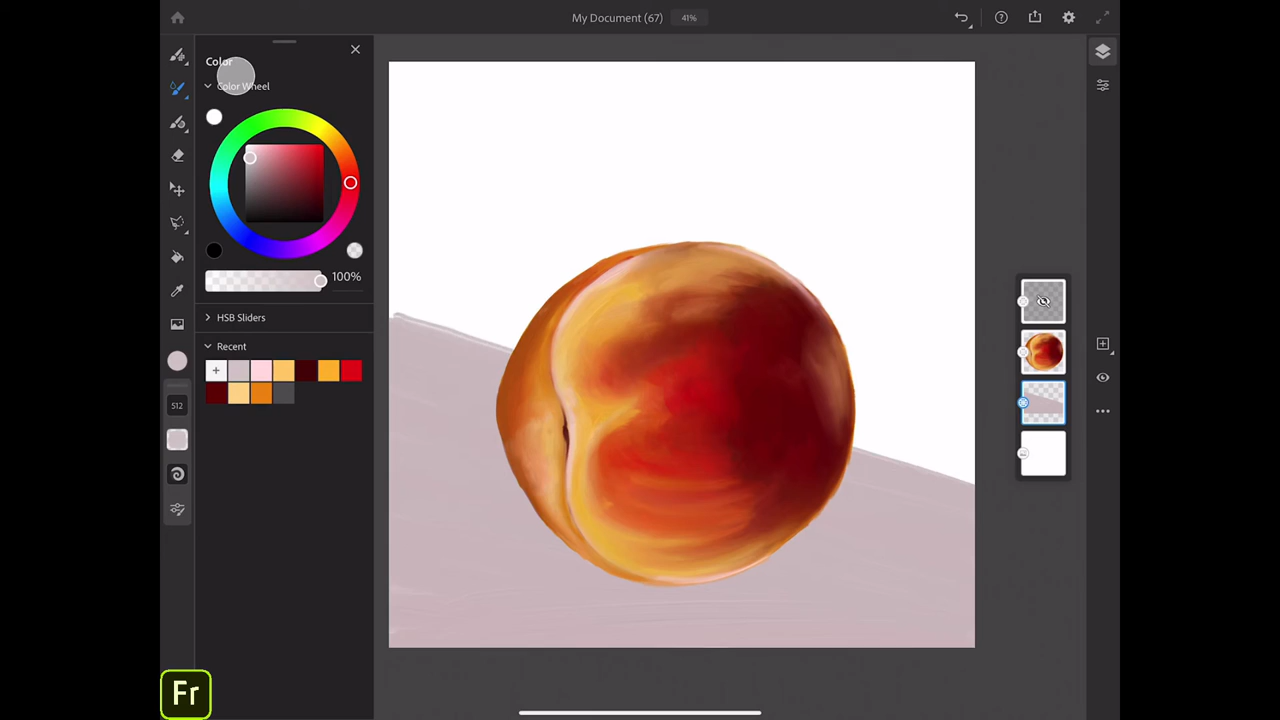 My Document (67)
41%
Color
Color Wheel
100%
HSB Sliders
Recent
512
Fr